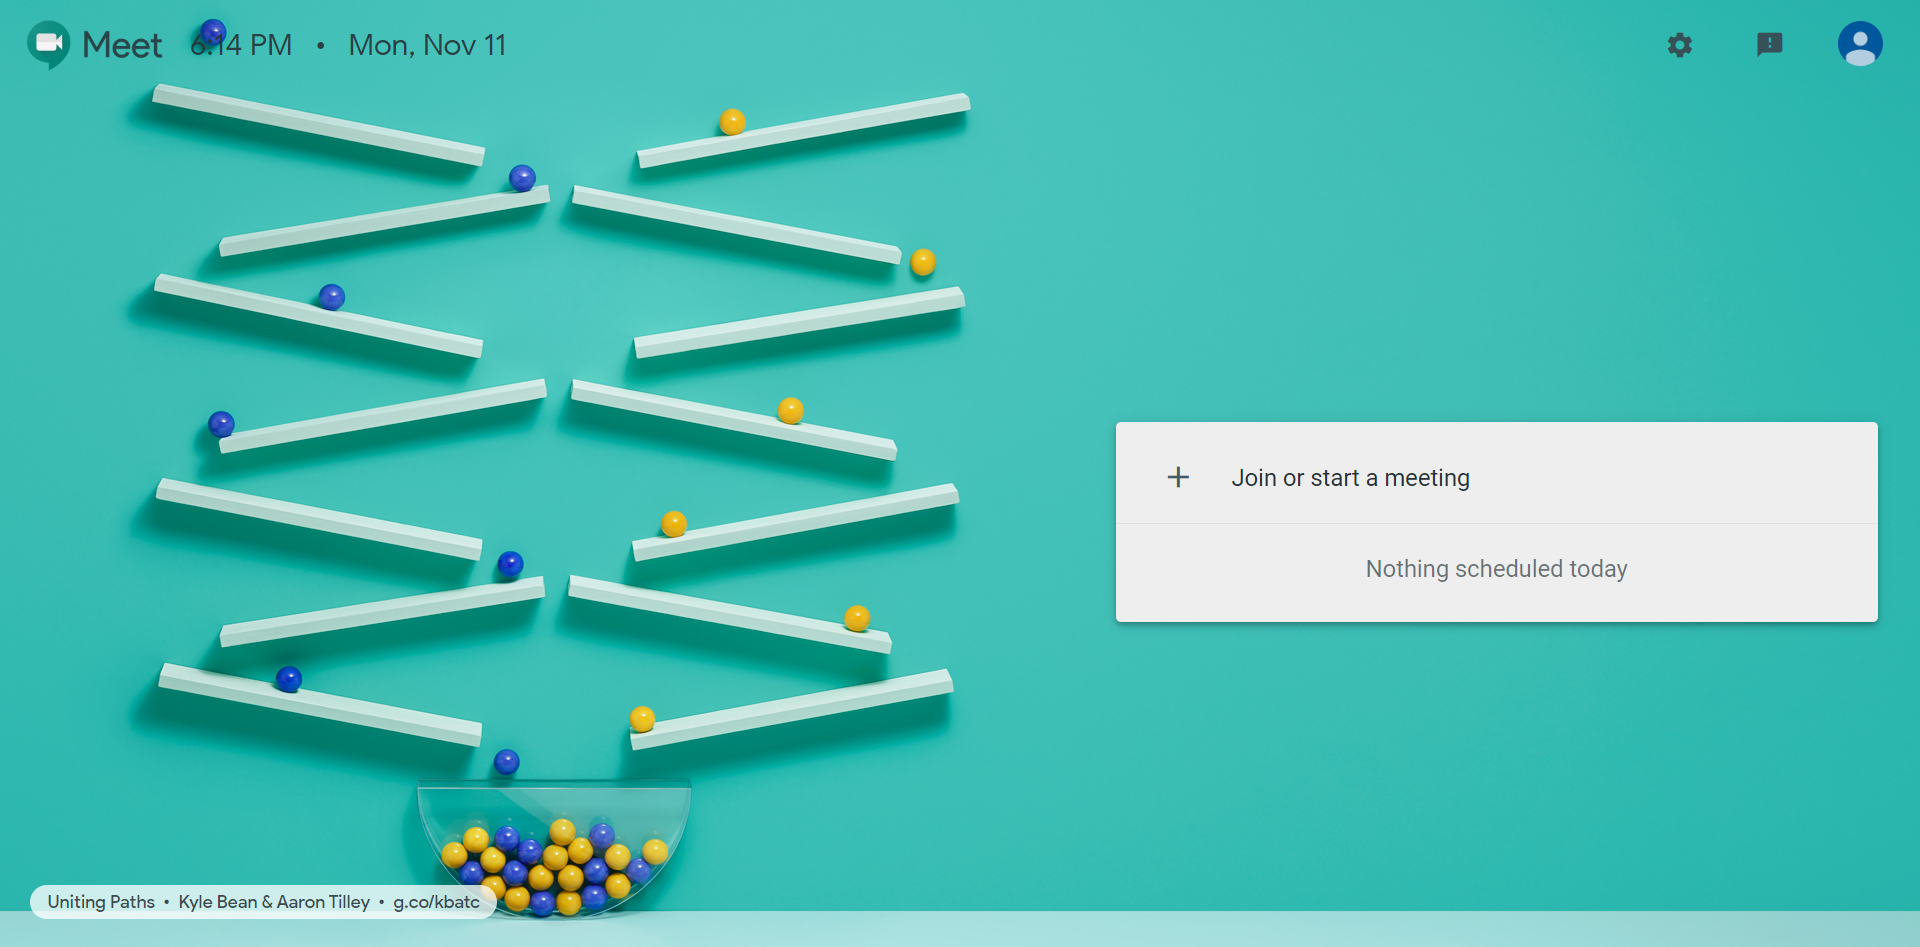 Meet 6:14 PM • Mon, Nov 11
Join or start a meeting
Nothing scheduled today
Uniting Paths • Kyle Bean & Aaron Tilley • g.co/kbatc